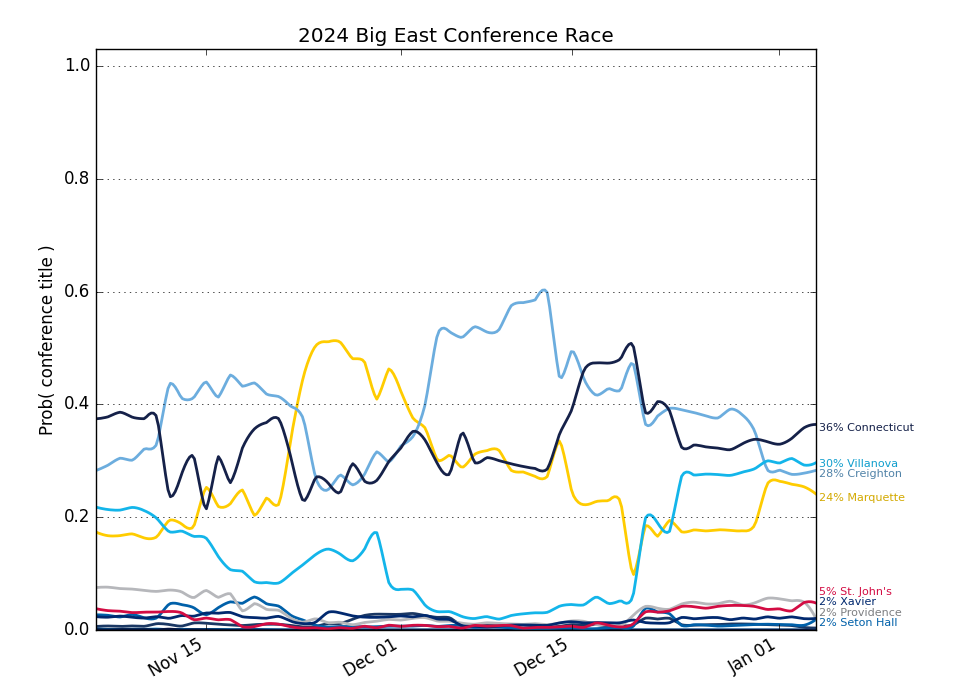 2024 Big East Conference Race
Prob( conference title )
1.0
0.8
0.6
0.4
0.2
0.0
Nov 15
Dec 01
Dec 15
Jan 01
36% Connecticut
30% Villanova
28% Creighton
24% Marquette
5% St. John's
2% Xavier
2% Providence
2% Seton Hall